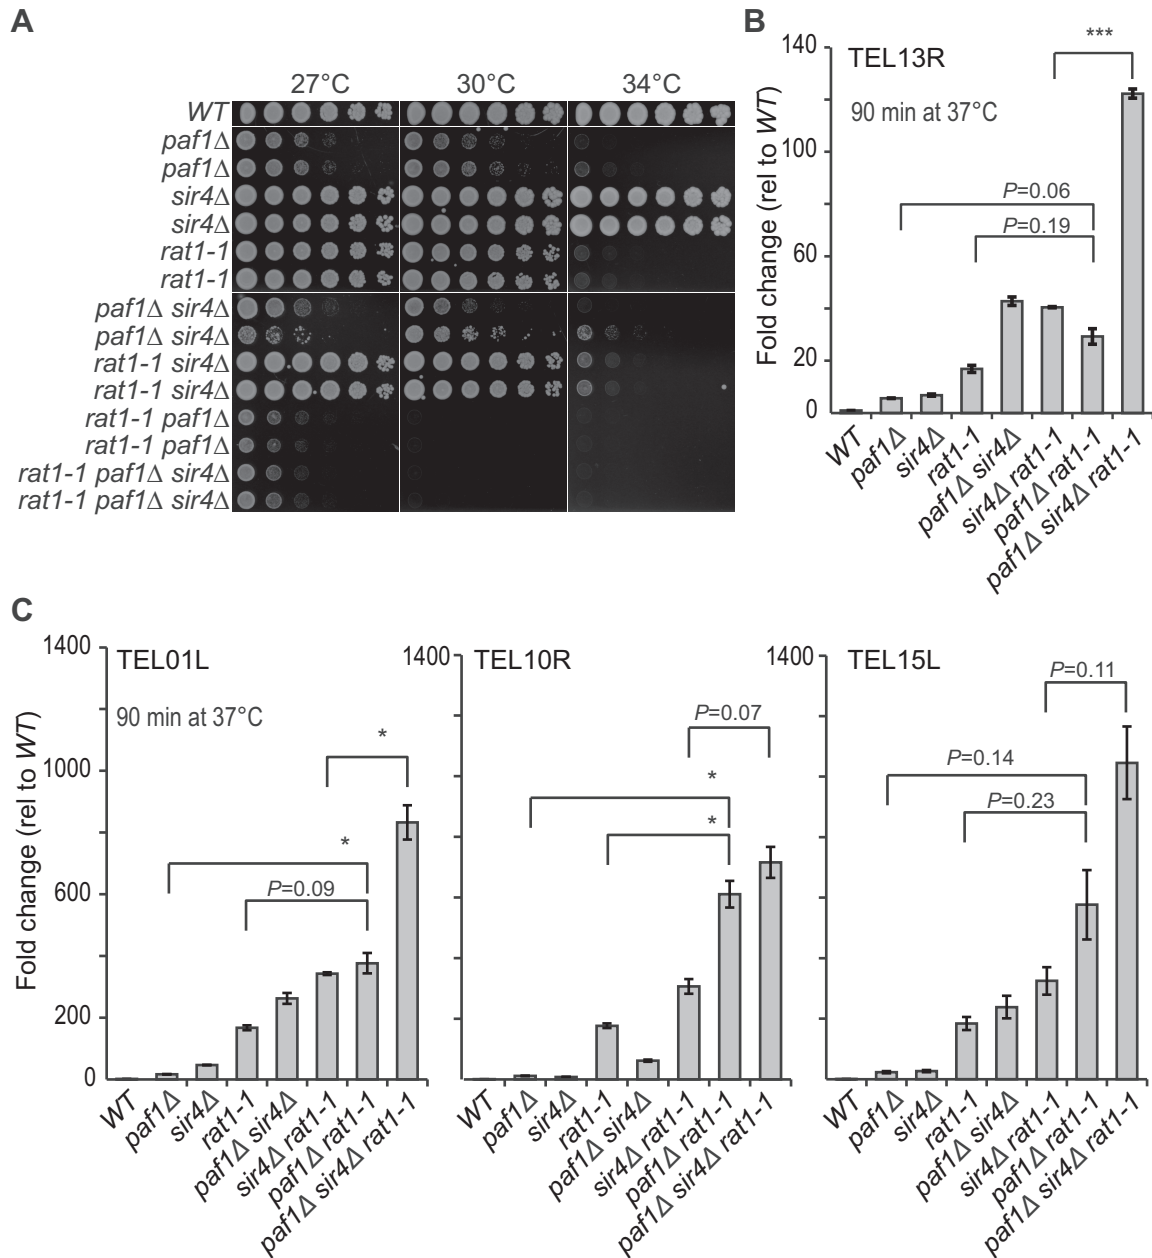 A
27°C 30°C 34°C
WT
paf1Δ
paf1Δ
sir4Δ
sir4Δ
rat1-1
rat1-1
paf1Δ sir4Δ
paf1Δ sir4Δ
rat1-1 sir4Δ
rat1-1 sir4Δ
rat1-1 paf1Δ
rat1-1 paf1Δ
rat1-1 paf1Δ sir4Δ
rat1-1 paf1Δ sir4Δ
B
TEL13R
90 min at 37°C
Fold change (rel to WT)
140
100
60
20
0
***
P=0.06
P=0.19
WT
paf1Δ
sir4Δ
rat1-1
paf1Δ sir4Δ
sir4Δ rat1-1
paf1Δ rat1-1
paf1Δ sir4Δ rat1-1
C
TEL01L
90 min at 37°C
Fold change (rel to WT)
1400
1000
600
200
0
*
*
P=0.09
WT
paf1Δ
sir4Δ
rat1-1
paf1Δ sir4Δ
sir4Δ rat1-1
paf1Δ rat1-1
paf1Δ sir4Δ rat1-1
1400
TEL10R
P=0.07
*
*
WT
paf1Δ
sir4Δ
rat1-1
paf1Δ sir4Δ
sir4Δ rat1-1
paf1Δ rat1-1
paf1Δ sir4Δ rat1-1
1400
TEL15L
P=0.11
P=0.14
P=0.23
WT
paf1Δ
sir4Δ
rat1-1
paf1Δ sir4Δ
sir4Δ rat1-1
paf1Δ rat1-1
paf1Δ sir4Δ rat1-1